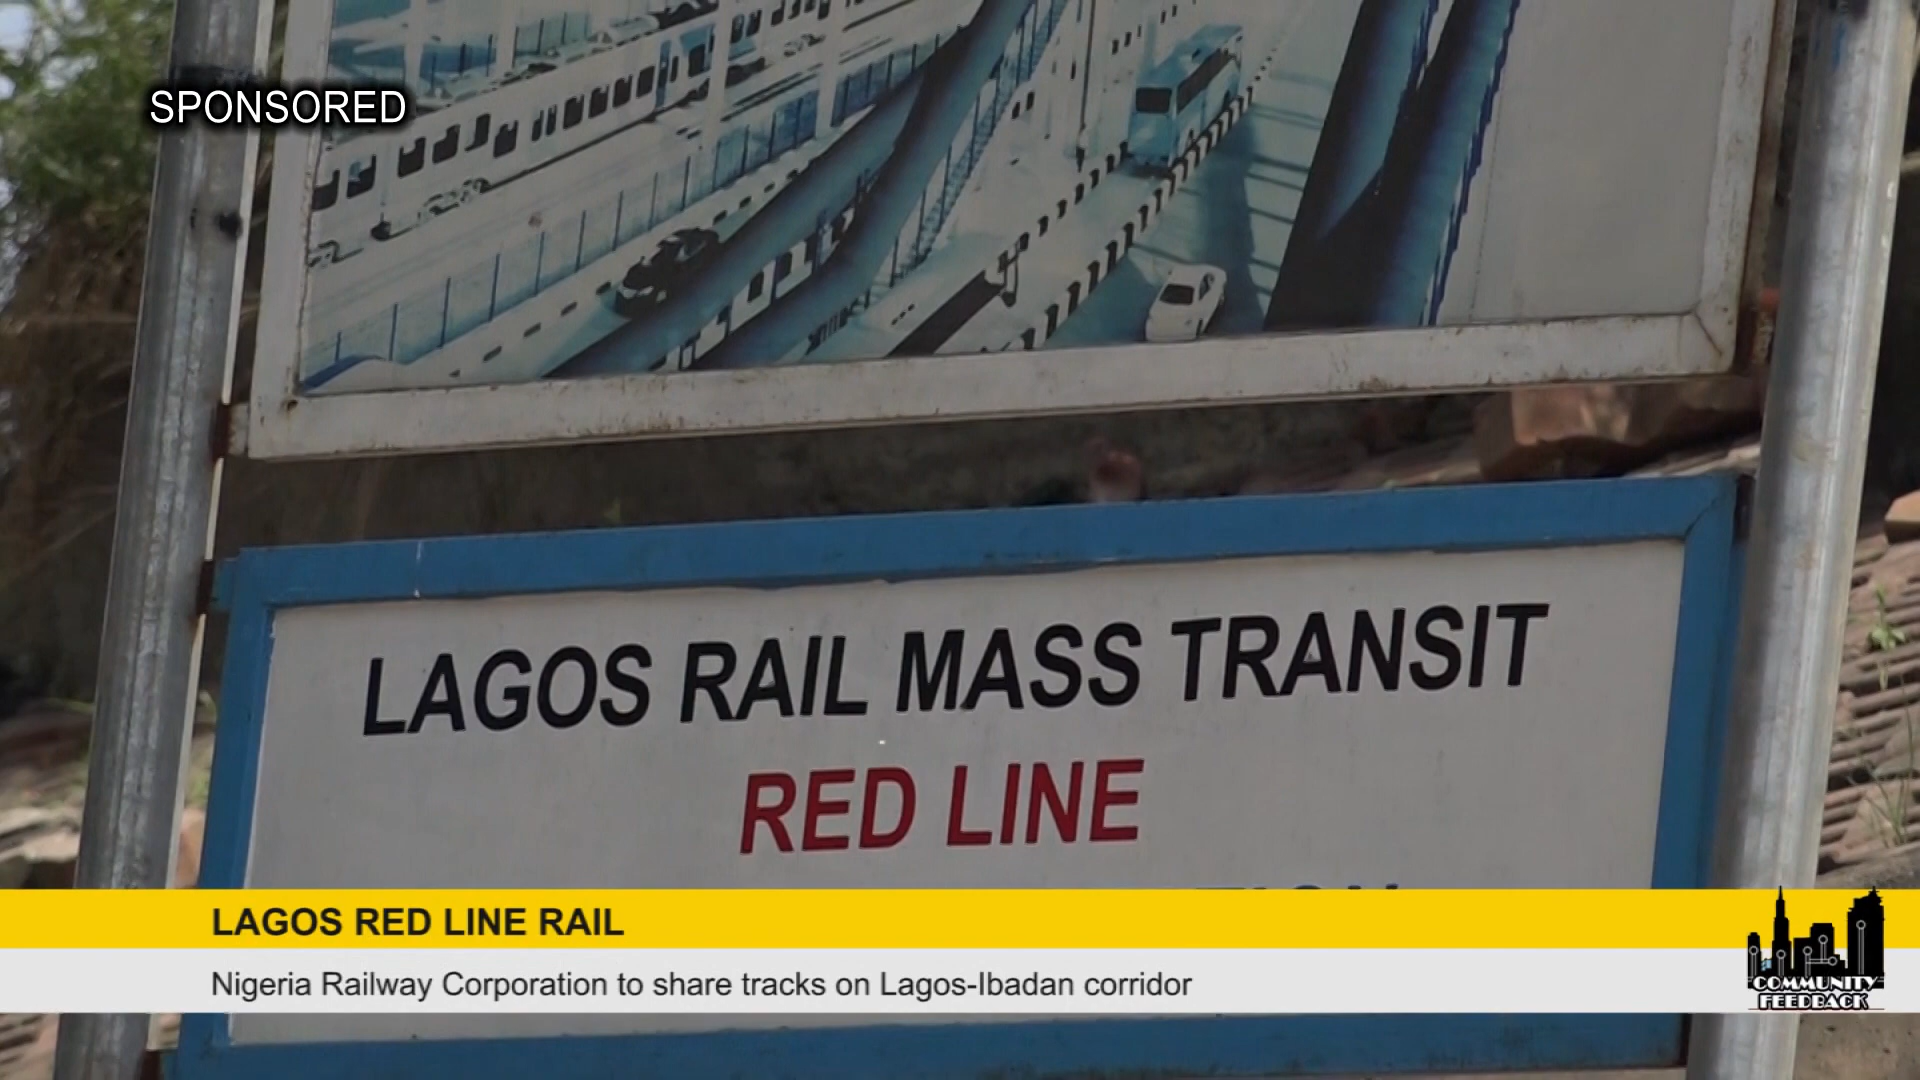 SPONSORED
LAGOS RAIL MASS TRANSIT
RED LINE
LAGOS RED LINE RAIL
Nigeria Railway Corporation to share tracks on Lagos-Ibadan corridor
COMMUNITY
FEEDBACK